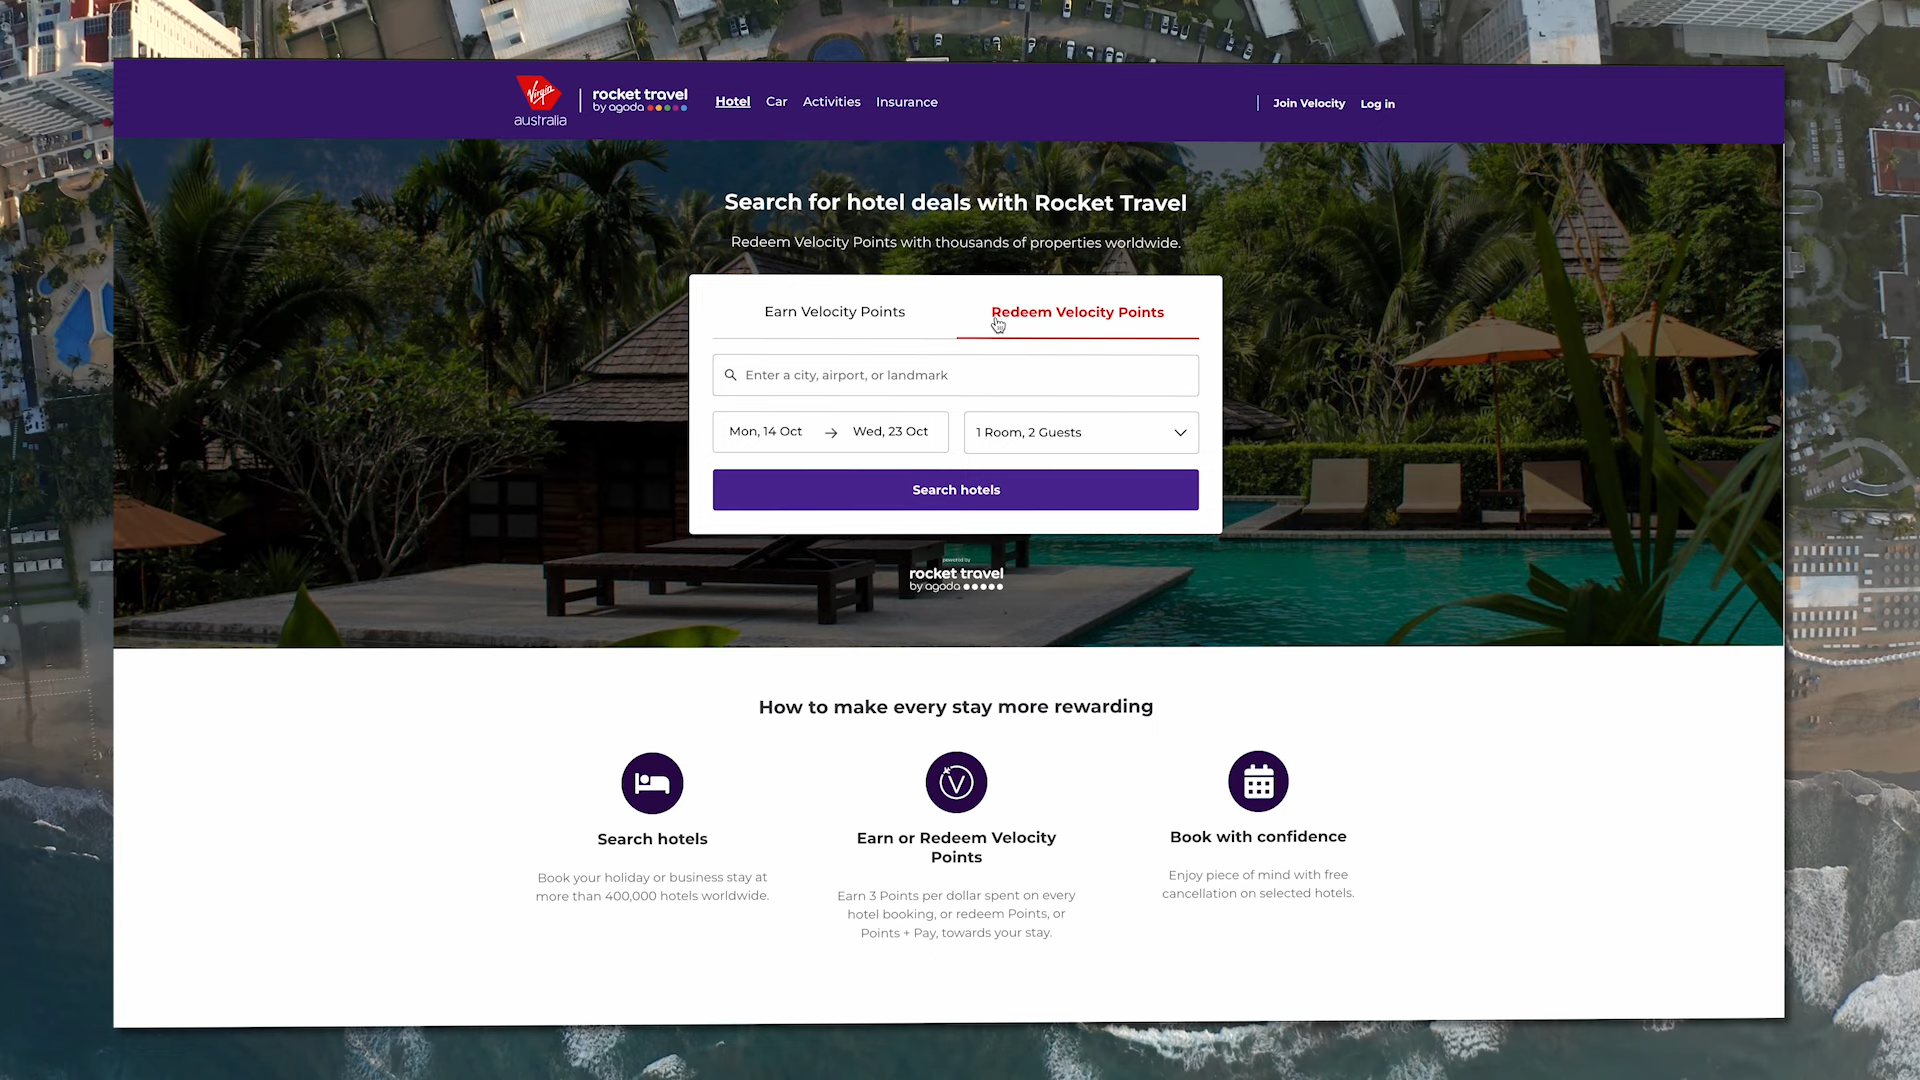 Virgin
australia
rocket travel
by agoda
Hotel Car Activities Insurance
Join Velocity Log in
Search for hotel deals with Rocket Travel
Redeem Velocity Points with thousands of properties worldwide.
Earn Velocity Points Redeem Velocity Points
Enter a city, airport, or landmark
Mon, 14 Oct → Wed, 23 Oct 1 Room, 2 Guests
Search hotels
powered by
rocket travel
by agoda
How to make every stay more rewarding
Search hotels
Book your holiday or business stay at
more than 400,000 hotels worldwide.
V
Earn or Redeem Velocity
Points
Earn 3 Points per dollar spent on every
hotel booking, or redeem Points, or
Points + Pay, towards your stay.
Book with confidence
Enjoy piece of mind with free
cancellation on selected hotels.